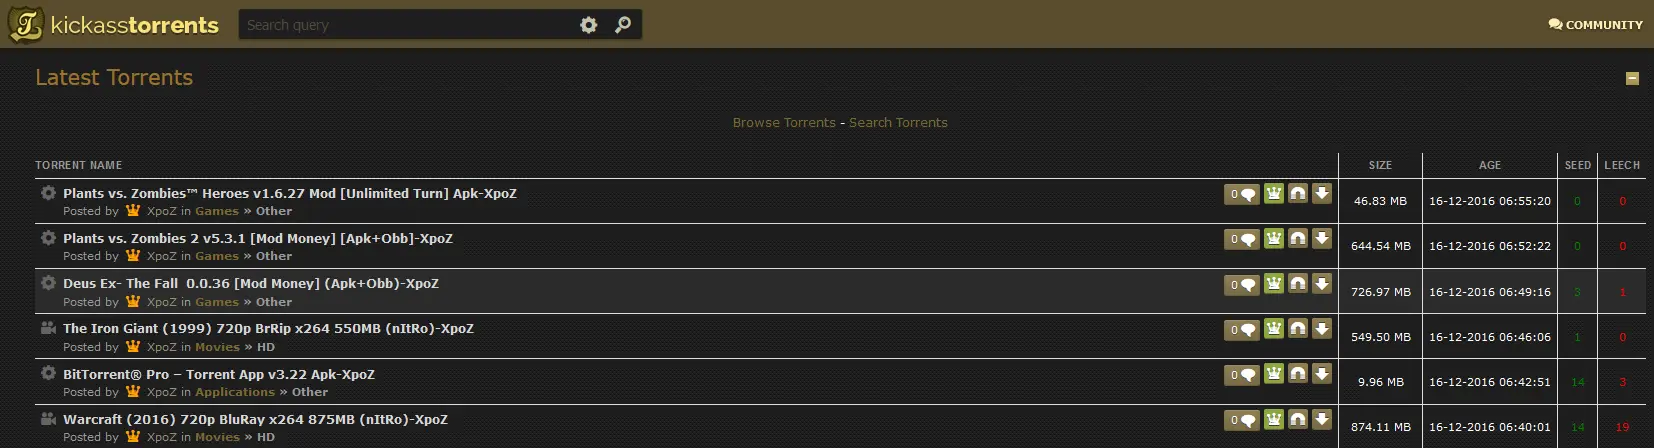 kickasstorrents Search query COMMUNITY
Latest Torrents
Browse Torrents - Search Torrents
TORRENT NAME SIZE AGE SEED LEECH
Plants vs. Zombies™ Heroes v1.6.27 Mod [Unlimited Turn] Apk-XpoZ 0 46.83 MB 16-12-2016 06:55:20 0 0
Posted by XpoZ in Games » Other
Plants vs. Zombies 2 v5.3.1 [Mod Money] [Apk+Obb]-XpoZ 0 644.54 MB 16-12-2016 06:52:22 0 0
Posted by XpoZ in Games » Other
Deus Ex- The Fall 0.0.36 [Mod Money] (Apk+Obb)-XpoZ 0 726.97 MB 16-12-2016 06:49:16 3 1
Posted by XpoZ in Games » Other
The Iron Giant (1999) 720p BrRip x264 550MB (nItRo)-XpoZ 0 549.50 MB 16-12-2016 06:46:06 1 0
Posted by XpoZ in Movies » HD
BitTorrent® Pro – Torrent App v3.22 Apk-XpoZ 0 9.96 MB 16-12-2016 06:42:51 14 3
Posted by XpoZ in Applications » Other
Warcraft (2016) 720p BluRay x264 875MB (nItRo)-XpoZ 0 874.11 MB 16-12-2016 06:40:01 14 19
Posted by XpoZ in Movies » HD